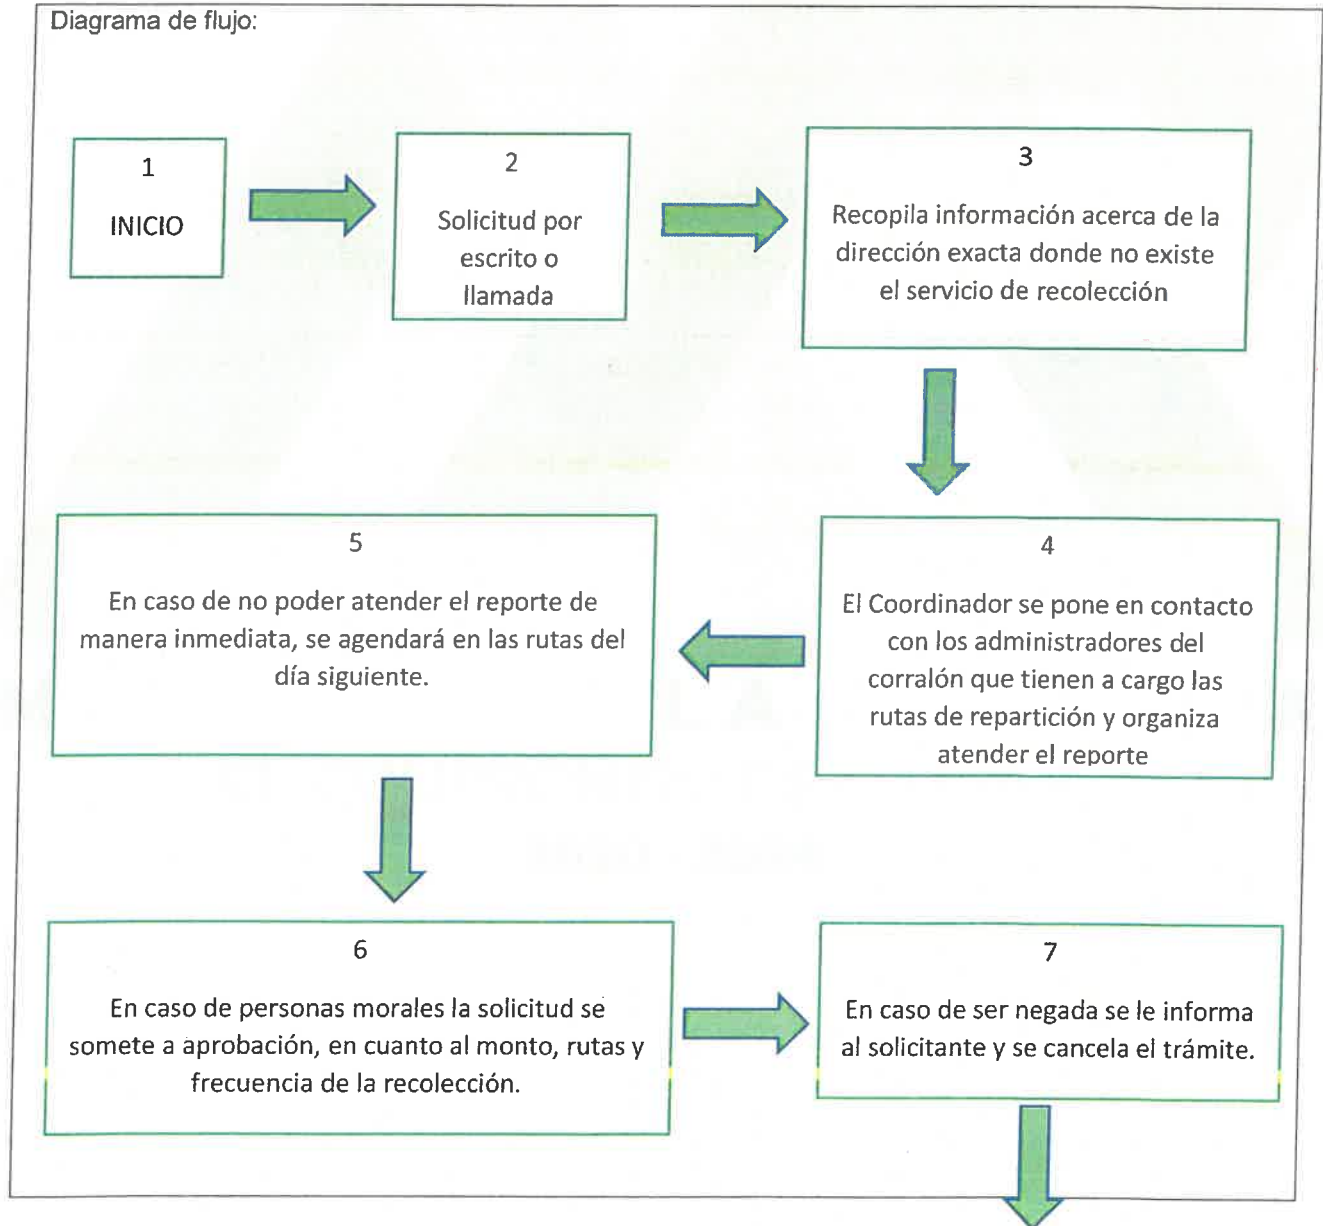 Diagrama de flujo:
1
INICIO
2
Solicitud por
escrito o
llamada
3
Recopila información acerca de la
dirección exacta donde no existe
el servicio de recolección
4
El Coordinador se pone en contacto
con los administradores del
corralón que tienen a cargo las
rutas de repartición y organiza
atender el reporte
5
En caso de no poder atender el reporte de
manera inmediata, se agendará en las rutas del
día siguiente.
6
En caso de personas morales la solicitud se
somete a aprobación, en cuanto al monto, rutas y
frecuencia de la recolección.
7
En caso de ser negada se le informa
al solicitante y se cancela el trámite.